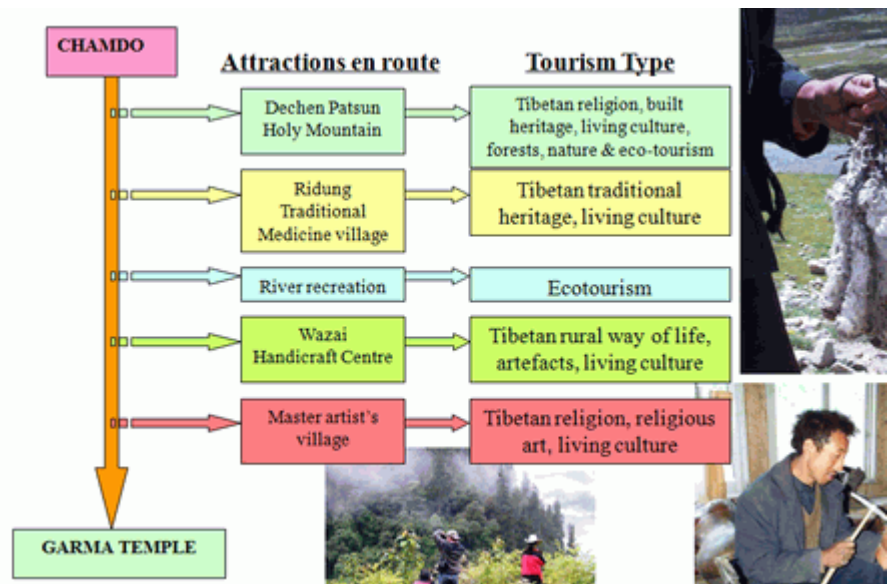 CHAMDO
Attractions en route
Tourism Type
Dechen Patsun
Holy Mountain
Tibetan religion, built
heritage, living culture,
forests, nature & eco-tourism
Ridung
Traditional
Medicine village
Tibetan traditional
heritage, living culture
River recreation
Ecotourism
Wazai
Handicraft Centre
Tibetan rural way of life,
artefacts, living culture
Master artist's
village
Tibetan religion, religious
art, living culture
GARMA TEMPLE